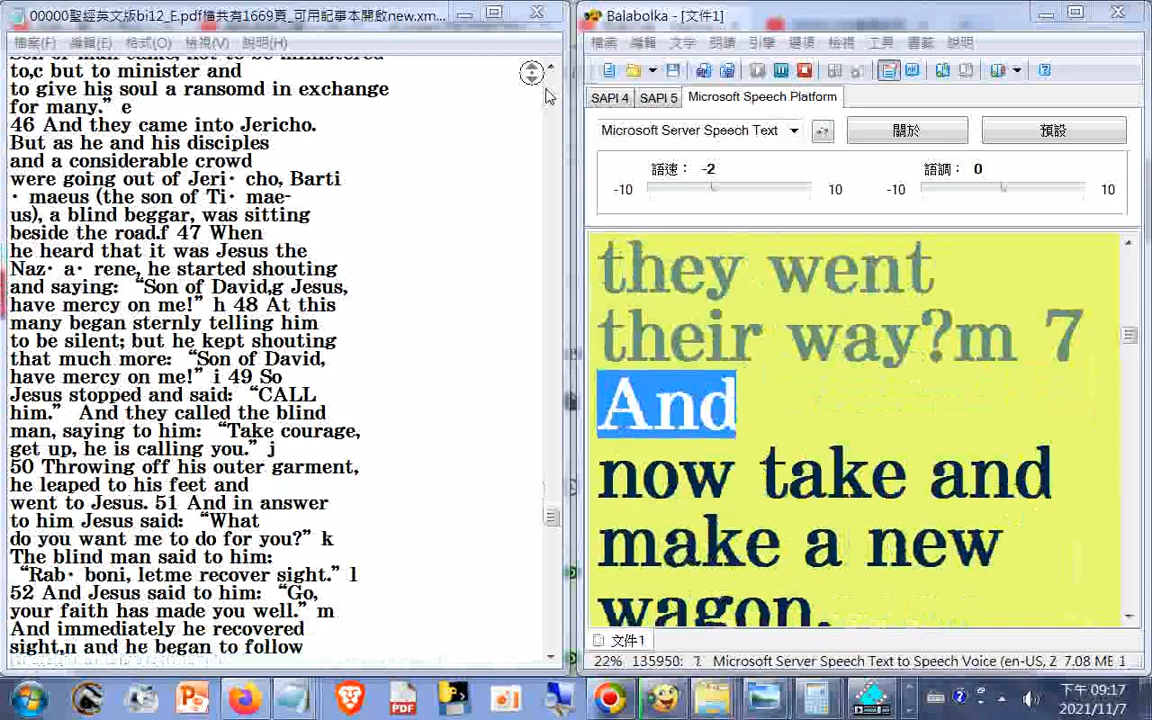 00000聖經英文版bi12_E.pdf檔共有1669頁_可用記事本開啟new.xm...
檔案(F) 編輯(E) 格式(O) 檢視(V) 說明(H)
Son of man came, not to be ministered
to,c but to minister and
to give his soul a ransomd in exchange
for many.” e
46 And they came into Jericho.
But as he and his disciples
and a considerable crowd
were going out of Jeri· cho, Barti
· maeus (the son of Ti· mae-
us), a blind beggar, was sitting
beside the road.f 47 When
he heard that it was Jesus the
Naz· a· rene, he started shouting
and saying: “Son of David,g Jesus,
have mercy on me!” h 48 At this
many began sternly telling him
to be silent; but he kept shouting
that much more: “Son of David,
have mercy on me!” i 49 So
Jesus stopped and said: “CALL
him.” And they called the blind
man, saying to him: “Take courage,
get up, he is calling you.” j
50 Throwing off his outer garment,
he leaped to his feet and
went to Jesus. 51 And in answer
to him Jesus said: “What
do you want me to do for you?” k
The blind man said to him:
“Rab· boni, letme recover sight.” l
52 And Jesus said to him: “Go,
your faith has made you well.” m
And immediately he recovered
sight,n and he began to follow
Balabolka - [文件1]
檔案 編輯 文字 朗讀 引擎 選項 檢視 工具 書籤 說明
SAPI 4 SAPI 5 Microsoft Speech Platform
Microsoft Server Speech Text 關於 預設
語速： -2 語調： 0
-10 10 -10 10
they went
their way?m 7
And
now take and
make a new
wagon,
文件1
22% 135950: 7 Microsoft Server Speech Text to Speech Voice (en-US, Z 7.08 MB 1
PDF
下午 09:17
2021/11/7